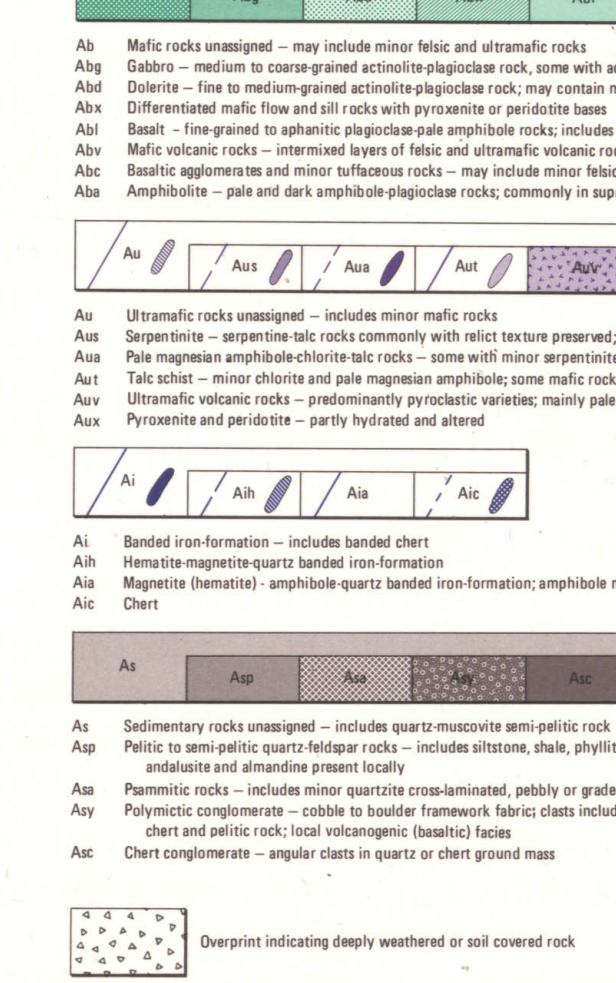 Ab Mafic rocks unassigned – may include minor felsic and ultramafic rocks
Abg Gabbro – medium to coarse-grained actinolite-plagioclase rock, some with
Abd Dolerite – fine to medium-grained actinolite-plagioclase rock; may contain
Abx Differentiated mafic flow and sill rocks with pyroxenite or peridotite bases
Abl Basalt – fine-grained to aphanitic plagioclase-pale amphibole rocks; includes
Abv Mafic volcanic rocks – intermixed layers of felsic and ultramafic volcanic
Abc Basaltic agglomerates and minor tuffaceous rocks – may include minor
Aba Amphibolite – pale and dark amphibole-plagioclase rocks; commonly in
Au Aus Aua Aut Auv
Au Ultramafic rocks unassigned – includes minor mafic rocks
Aus Serpentinite – serpentine-talc rocks commonly with relict texture preserved;
Aua Pale magnesian amphibole-chlorite-talc rocks – some with minor serpentinite
Aut Talc schist – minor chlorite and pale magnesian amphibole; some mafic rock
Auv Ultramafic volcanic rocks – predominantly pyroclastic varieties; mainly pale
Aux Pyroxenite and peridotite – partly hydrated and altered
Ai Aih Aia Aic
Ai Banded iron-formation – includes banded chert
Aih Hematite-magnetite-quartz banded iron-formation
Aia Magnetite (hematite) - amphibole-quartz banded iron-formation; amphibole
Aic Chert
As Asp Asa Asy Asc
As Sedimentary rocks unassigned – includes quartz-muscovite semi-pelitic rock
Asp Pelitic to semi-pelitic quartz-feldspar rocks – includes siltstone, shale,
andalusite and almandine present locally
Asa Psammitic rocks – includes minor quartzite cross-laminated, pebbly or
Asy Polymictic conglomerate – cobble to boulder framework fabric; clasts
chert and pelitic rock; local volcanogenic (basaltic) facies
Asc Chert conglomerate – angular clasts in quartz or chert ground mass
Overprint indicating deeply weathered or soil covered rock